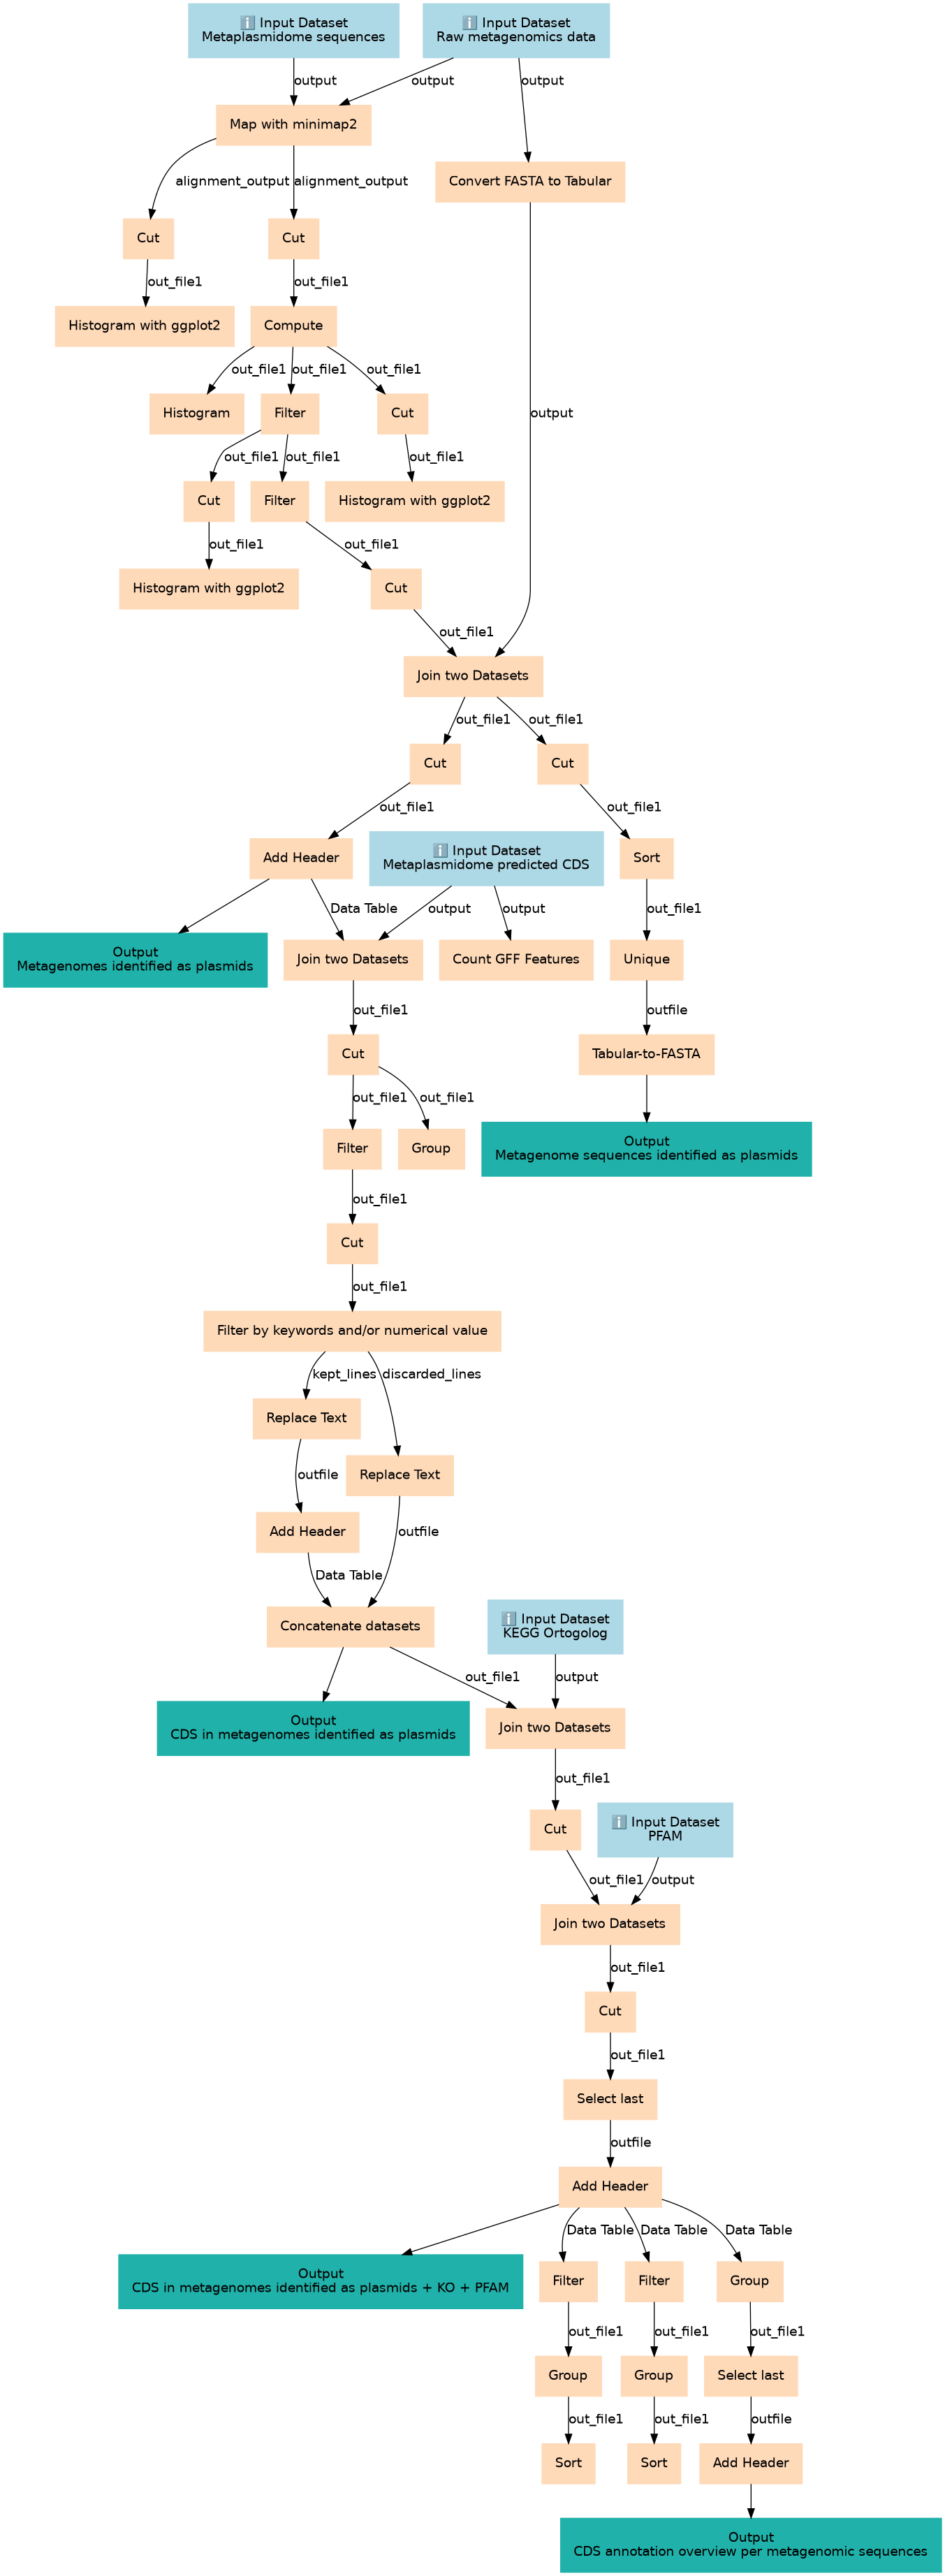 ℹ️ Input Dataset
Metaplasmidome sequences
ℹ️ Input Dataset
Raw metagenomics data
output
output
output
Map with minimap2
Convert FASTA to Tabular
alignment_output
alignment_output
Cut
Cut
out_file1
out_file1
Histogram with ggplot2
Compute
out_file1
out_file1
out_file1
Histogram
Filter
Cut
output
out_file1
out_file1
out_file1
Cut
Filter
Histogram with ggplot2
out_file1
out_file1
Histogram with ggplot2
Cut
out_file1
Join two Datasets
out_file1
out_file1
Cut
Cut
out_file1
out_file1
Add Header
ℹ️ Input Dataset
Metaplasmidome predicted CDS
Sort
Data Table
output
output
out_file1
Output
Metagenomes identified as plasmids
Join two Datasets
Count GFF Features
Unique
out_file1
outfile
Cut
Tabular-to-FASTA
out_file1
out_file1
Filter
Group
Output
Metagenome sequences identified as plasmids
out_file1
Cut
out_file1
Filter by keywords and/or numerical value
kept_lines
discarded_lines
Replace Text
outfile
Replace Text
Add Header
outfile
Data Table
Concatenate datasets
ℹ️ Input Dataset
KEGG Ortogolog
out_file1
output
Output
CDS in metagenomes identified as plasmids
Join two Datasets
out_file1
Cut
ℹ️ Input Dataset
PFAM
out_file1
output
Join two Datasets
out_file1
Cut
out_file1
Select last
outfile
Add Header
Data Table
Data Table
Data Table
Output
CDS in metagenomes identified as plasmids + KO + PFAM
Filter
Filter
Group
out_file1
out_file1
out_file1
Group
Group
Select last
out_file1
out_file1
outfile
Sort
Sort
Add Header
Output
CDS annotation overview per metagenomic sequences